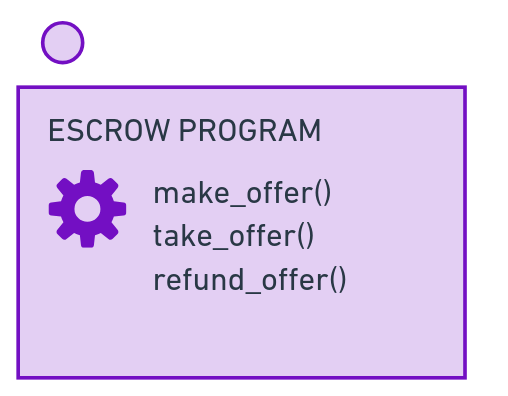 ESCROW PROGRAM
make_offer()
take_offer()
refund_offer()